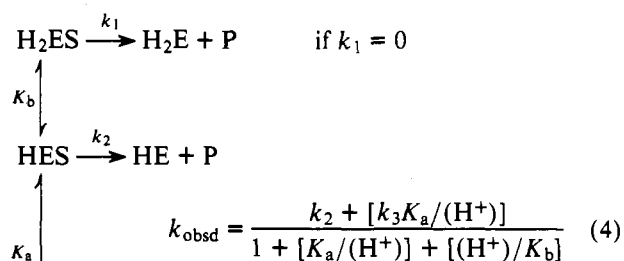 k₁
H₂ES ⟶ H₂E + P if k₁ = 0
K_b
k₂
HES ⟶ HE + P
K_a
k_obsd = (k₂ + [k₃K_a/(H⁺)]) / (1 + [K_a/(H⁺)] + [(H⁺)/K_b]) (4)